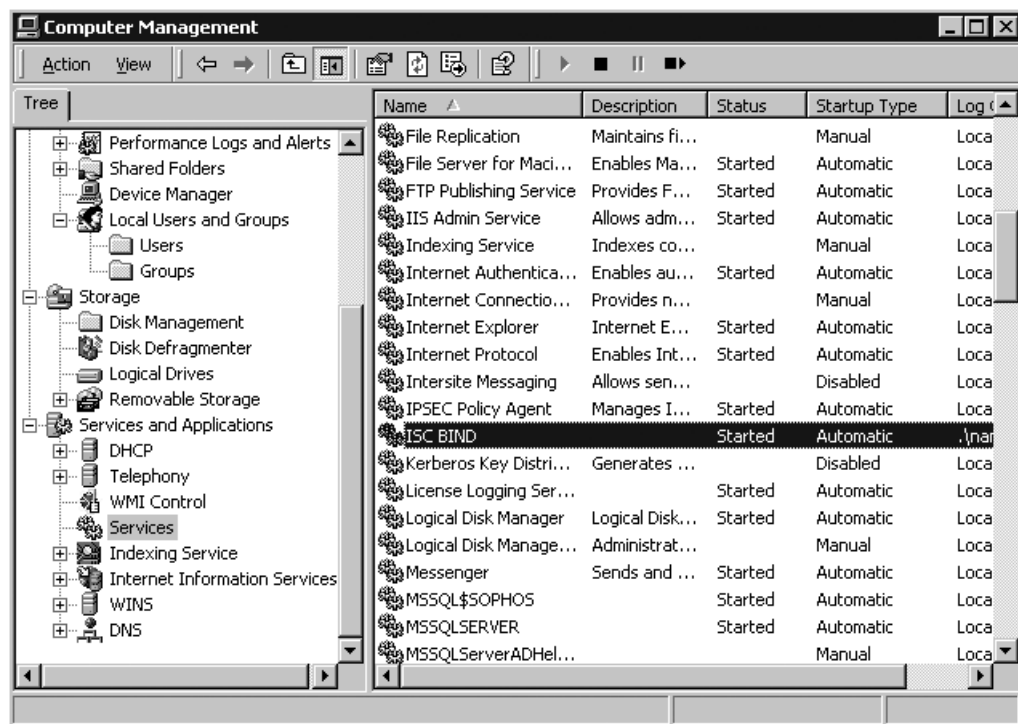 Computer Management
Action View
Tree
Performance Logs and Alerts
Shared Folders
Device Manager
Local Users and Groups
Users
Groups
Storage
Disk Management
Disk Defragmenter
Logical Drives
Removable Storage
Services and Applications
DHCP
Telephony
WMI Control
Services
Indexing Service
Internet Information Services
WINS
DNS
Name Description Status Startup Type Log
File Replication Maintains fi... Manual Loca
File Server for Maci... Enables Ma... Started Automatic Loca
FTP Publishing Service Provides F... Started Automatic Loca
IIS Admin Service Allows adm... Started Automatic Loca
Indexing Service Indexes co... Manual Loca
Internet Authentica... Enables au... Started Automatic Loca
Internet Connectio... Provides n... Manual Loca
Internet Explorer Internet E... Started Automatic Loca
Internet Protocol Enables Int... Started Automatic Loca
Intersite Messaging Allows sen... Disabled Loca
IPSEC Policy Agent Manages I... Started Automatic Loca
ISC BIND Started Automatic .\nar
Kerberos Key Distri... Generates ... Disabled Loca
License Logging Ser... Started Automatic Loca
Logical Disk Manager Logical Disk... Started Automatic Loca
Logical Disk Manage... Administrat... Manual Loca
Messenger Sends and ... Started Automatic Loca
MSSQL$SOPHOS Started Automatic Loca
MSSQLSERVER Started Automatic Loca
MSSQLServerADHel... Manual Loca